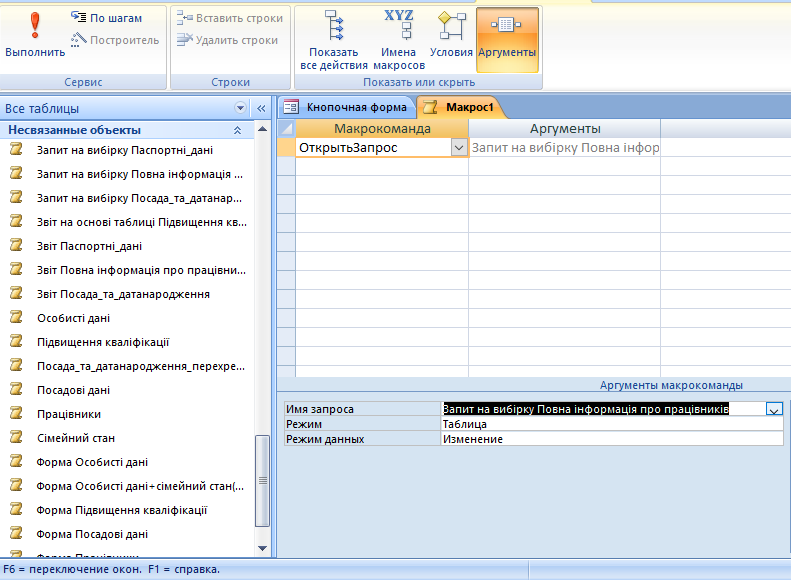 Выполнить
По шагам
Построитель
Сервис
Вставить строки
Удалить строки
Строки
Показать все действия
Имена макросов
Условия
Аргументы
Показать или скрыть
Все таблицы
Несвязанные объекты
Запит на вибірку Паспортні_дані
Запит на вибірку Повна інформація ...
Запит на вибірку Посада_та_датанар...
Звіт на основі таблиці Підвищення кв...
Звіт Паспортні_дані
Звіт Повна інформація про працівни...
Звіт Посада_та_датанародження
Особисті дані
Підвищення кваліфікації
Посада_та_датанародження_перехре...
Посадові дані
Працівники
Сімейний стан
Форма Особисті дані
Форма Особисті дані+сімейний стан(...
Форма Підвищення кваліфікації
Форма Посадові дані
Кнопочная форма
Макрос1
Макрокоманда
Аргументы
ОткрытьЗапрос
Запит на вибірку Повна інфор
Аргументы макрокоманды
Имя запроса
Запит на вибірку Повна інформація про працівників
Режим
Таблица
Режим данных
Изменение
F6 = переключение окон. F1 = справка.